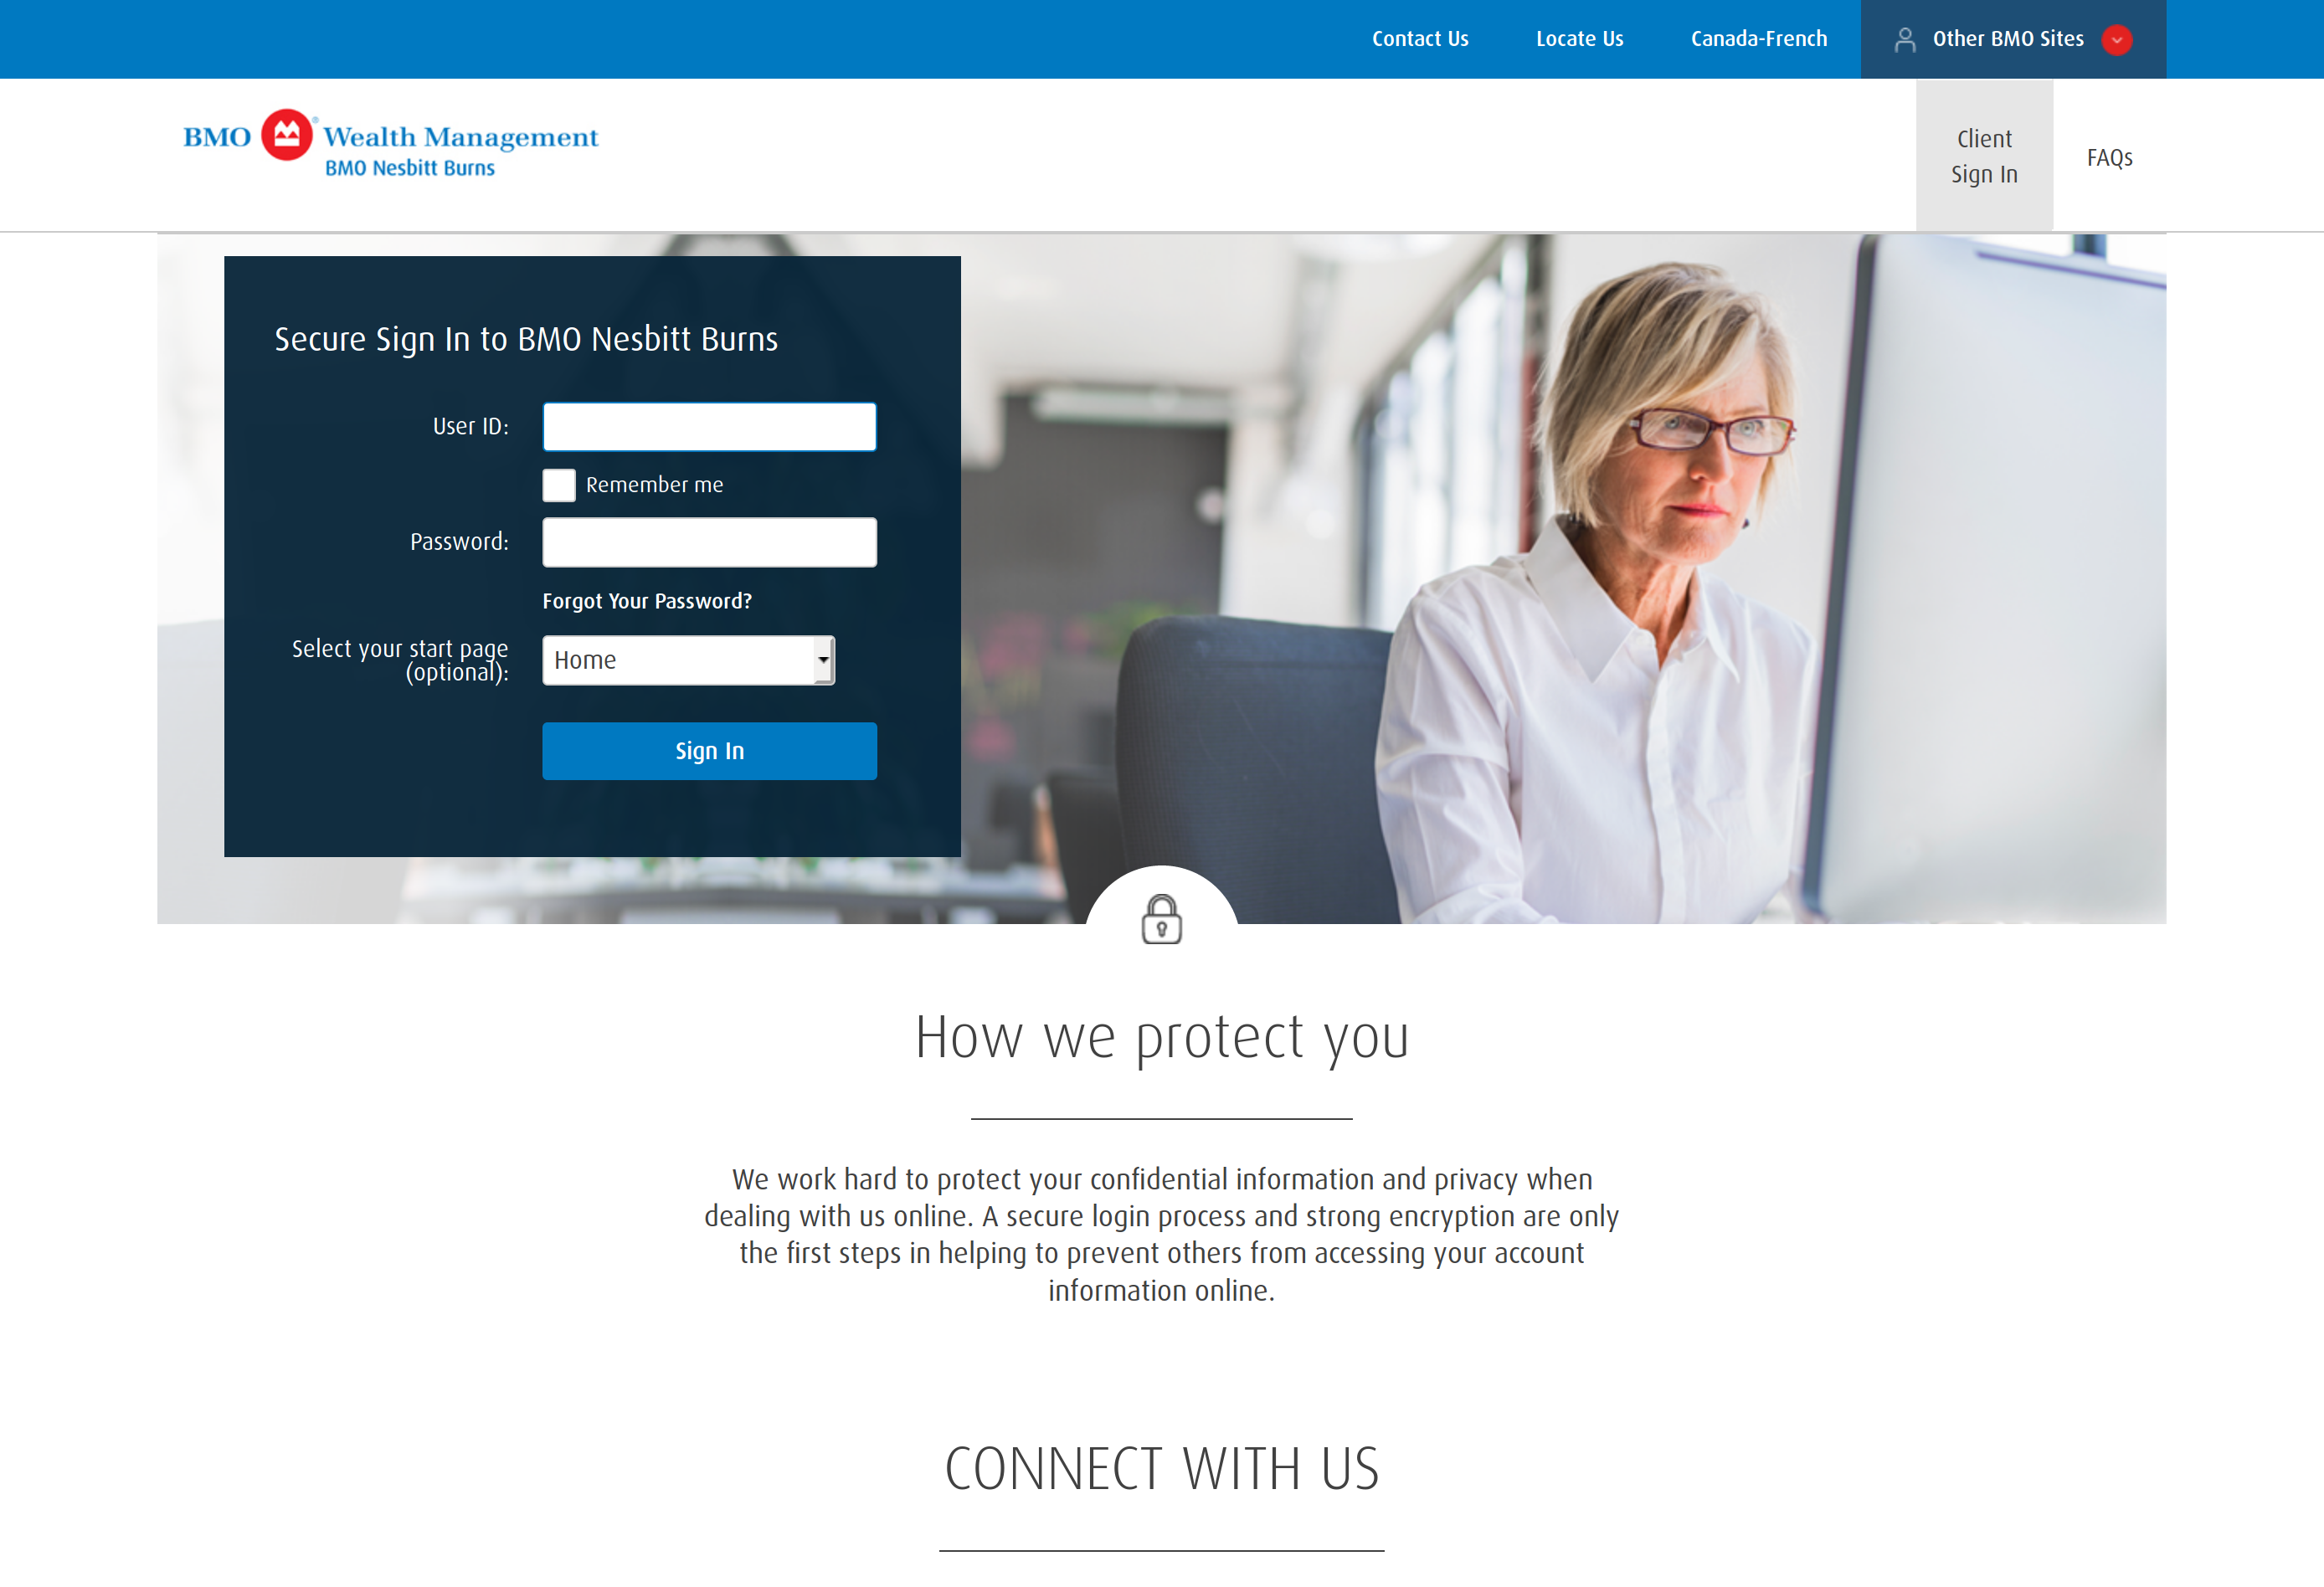 Contact Us
Locate Us
Canada-French
Other BMO Sites
BMO Wealth Management
BMO Nesbitt Burns
Client
Sign In
FAQs
Secure Sign In to BMO Nesbitt Burns
User ID:
Remember me
Password:
Forgot Your Password?
Select your start page
(optional):
Home
Sign In
How we protect you
We work hard to protect your confidential information and privacy when
dealing with us online. A secure login process and strong encryption are only
the first steps in helping to prevent others from accessing your account
information online.
CONNECT WITH US